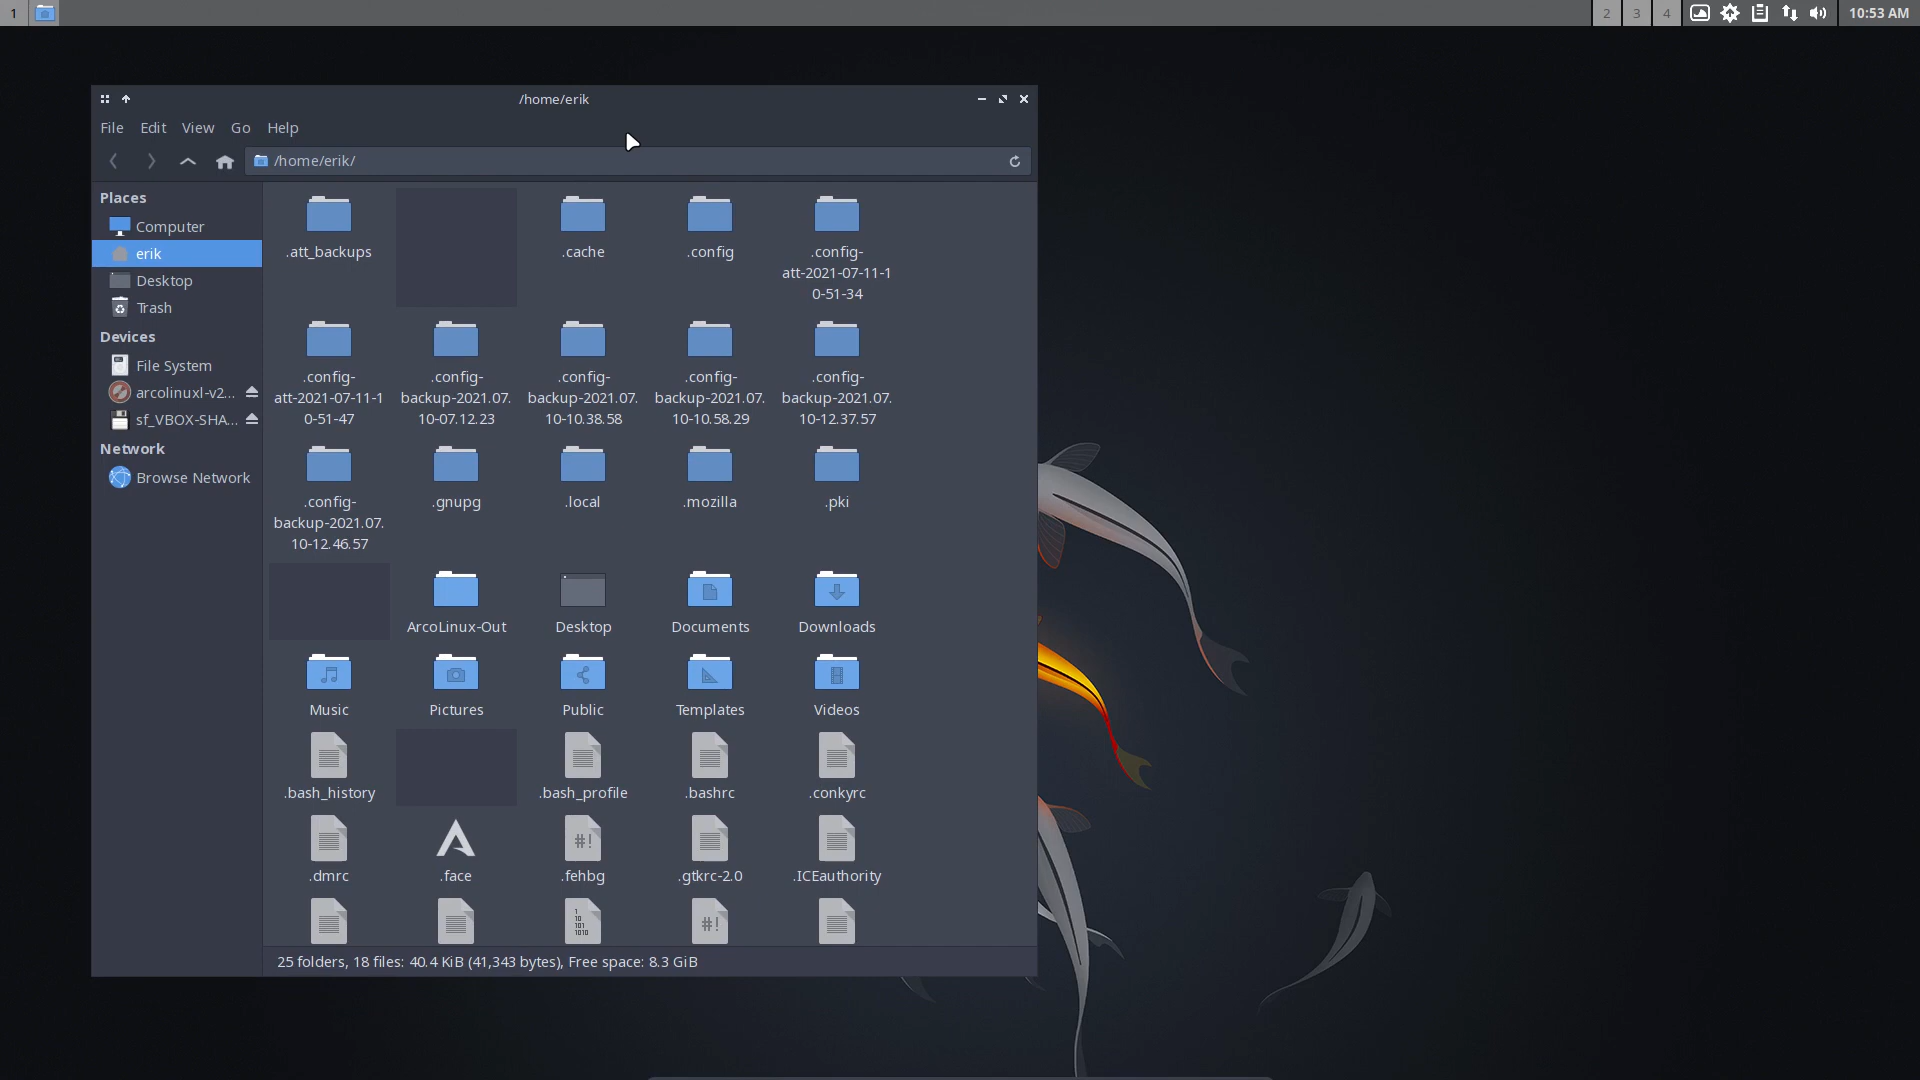 1
2 3 4 10:53 AM
/home/erik
File Edit View Go Help
/home/erik/
Places
Computer
erik
Desktop
Trash
Devices
File System
arcolinuxl-v2...
sf_VBOX-SHA...
Network
Browse Network
.att_backups
.cache
.config
.config-
att-2021-07-11-1
0-51-34
.config-
att-2021-07-11-1
0-51-47
.config-
backup-2021.07.
10-07.12.23
.config-
backup-2021.07.
10-10.38.58
.config-
backup-2021.07.
10-10.58.29
.config-
backup-2021.07.
10-12.37.57
.config-
backup-2021.07.
10-12.46.57
.gnupg
.local
.mozilla
.pki
ArcoLinux-Out
Desktop
Documents
Downloads
Music
Pictures
Public
Templates
Videos
.bash_history
.bash_profile
.bashrc
.conkyrc
.dmrc
.face
#!
.fehbg
.gtkrc-2.0
.ICEauthority
1
10
101
1010
#!
25 folders, 18 files: 40.4 KiB (41,343 bytes), Free space: 8.3 GiB